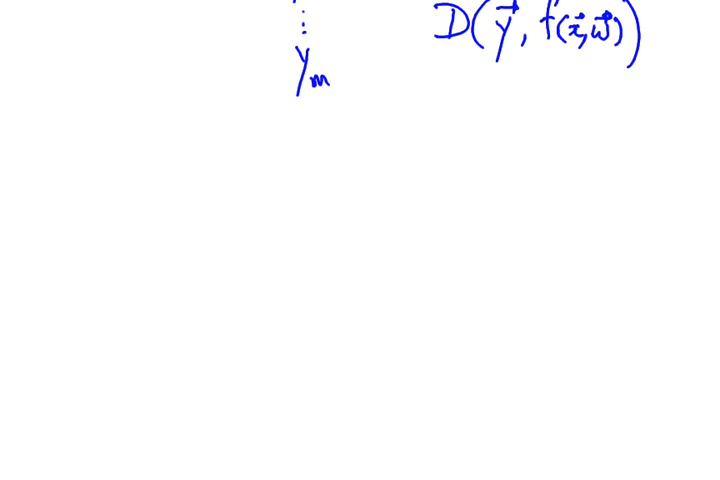 ⋮ D(y⃗, f(x⃗, w⃗))
yₘ